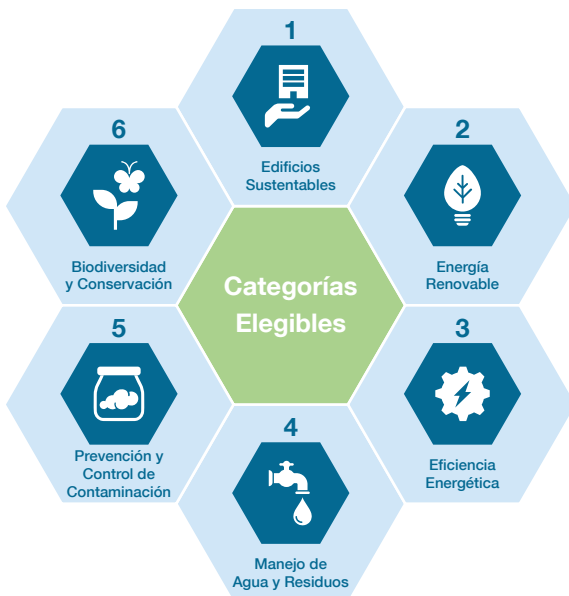 Categorías
Elegibles
1
Edificios
Sustentables
2
Energía
Renovable
3
Eficiencia
Energética
4
Manejo de
Agua y Residuos
5
Prevención y
Control de
Contaminación
6
Biodiversidad
y Conservación